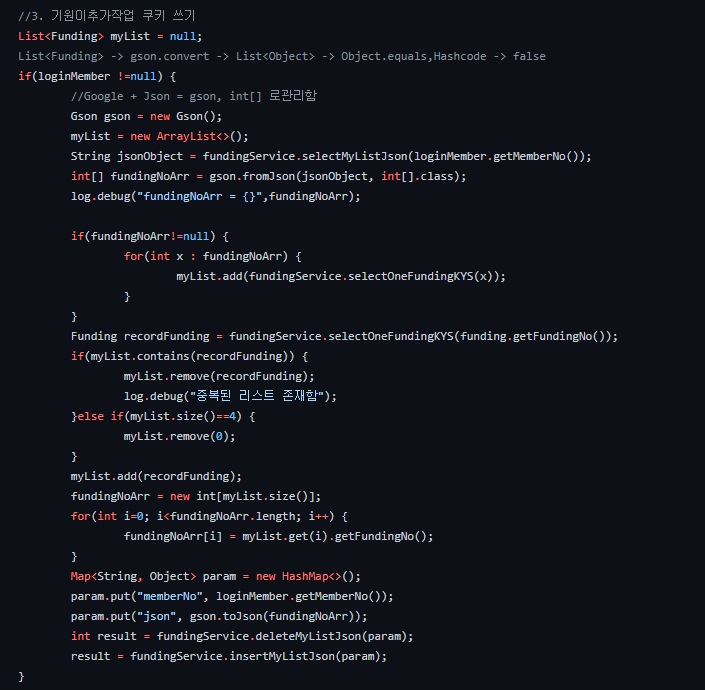 //3. 기원이추가작업 쿠키 쓰기
List<Funding> myList = null;
List<Funding> -> gson.convert -> List<Object> -> Object.equals,Hashcode -> false
if(loginMember !=null) {
//Google + Json = gson, int[] 로관리함
Gson gson = new Gson();
myList = new ArrayList<>();
String jsonObject = fundingService.selectMyListJson(loginMember.getMemberNo());
int[] fundingNoArr = gson.fromJson(jsonObject, int[].class);
log.debug("fundingNoArr = {}",fundingNoArr);
if(fundingNoArr!=null) {
for(int x : fundingNoArr) {
myList.add(fundingService.selectOneFundingKYS(x));
}
}
Funding recordFunding = fundingService.selectOneFundingKYS(funding.getFundingNo());
if(myList.contains(recordFunding)) {
myList.remove(recordFunding);
log.debug("중복된 리스트 존재함");
}else if(myList.size()==4) {
myList.remove(0);
}
myList.add(recordFunding);
fundingNoArr = new int[myList.size()];
for(int i=0; i<fundingNoArr.length; i++) {
fundingNoArr[i] = myList.get(i).getFundingNo();
}
Map<String, Object> param = new HashMap<>();
param.put("memberNo", loginMember.getMemberNo());
param.put("json", gson.toJson(fundingNoArr));
int result = fundingService.deleteMyListJson(param);
result = fundingService.insertMyListJson(param);
}